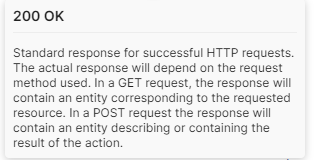 200 OK
Standard response for successful HTTP requests.
The actual response will depend on the request
method used. In a GET request, the response will
contain an entity corresponding to the requested
resource. In a POST request the response will
contain an entity describing or containing the
result of the action.